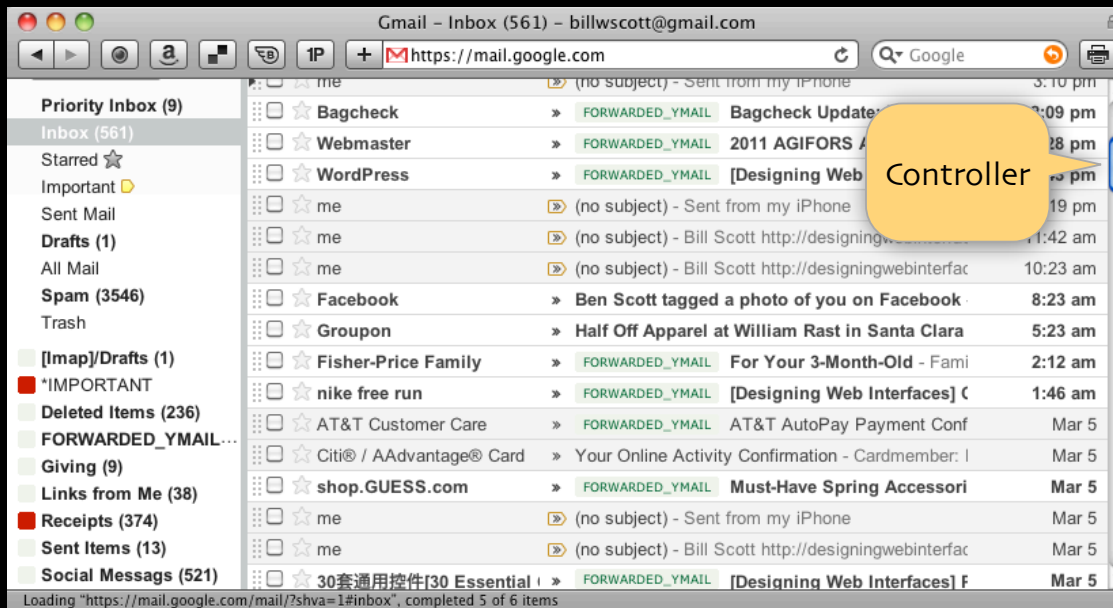 Gmail – Inbox (561) – billwscott@gmail.com
1P + https://mail.google.com Google
Priority Inbox (9)
Inbox (561)
Starred
Important
Sent Mail
Drafts (1)
All Mail
Spam (3546)
Trash
[Imap]/Drafts (1)
*IMPORTANT
Deleted Items (236)
FORWARDED_YMAIL...
Giving (9)
Links from Me (38)
Receipts (374)
Sent Items (13)
Social Messags (521)
me (no subject) - Sent from my iPhone 3:10 pm
Bagcheck » FORWARDED_YMAIL Bagcheck Update :09 pm
Webmaster » FORWARDED_YMAIL 2011 AGIFORS 28 pm
WordPress » FORWARDED_YMAIL [Designing Web pm
Controller
me (no subject) - Sent from my iPhone 19 pm
me (no subject) - Bill Scott 11:42 am
me (no subject) - Bill Scott http://designingwebinterfac 10:23 am
Facebook » Ben Scott tagged a photo of you on Facebook 8:23 am
Groupon » Half Off Apparel at William Rast in Santa Clara 5:23 am
Fisher-Price Family » FORWARDED_YMAIL For Your 3-Month-Old - Fami 2:12 am
nike free run » FORWARDED_YMAIL [Designing Web Interfaces] 1:46 am
AT&T Customer Care » FORWARDED_YMAIL AT&T AutoPay Payment Conf Mar 5
Citi® / AAdvantage® Card » Your Online Activity Confirmation - Cardmember: Mar 5
shop.GUESS.com » FORWARDED_YMAIL Must-Have Spring Accessori Mar 5
me (no subject) - Sent from my iPhone Mar 5
me (no subject) - Bill Scott http://designingwebinterfac Mar 5
30套通用控件[30 Essential » FORWARDED_YMAIL [Designing Web Interfaces] Mar 5
Loading "https://mail.google.com/mail/?shva=1#inbox", completed 5 of 6 items